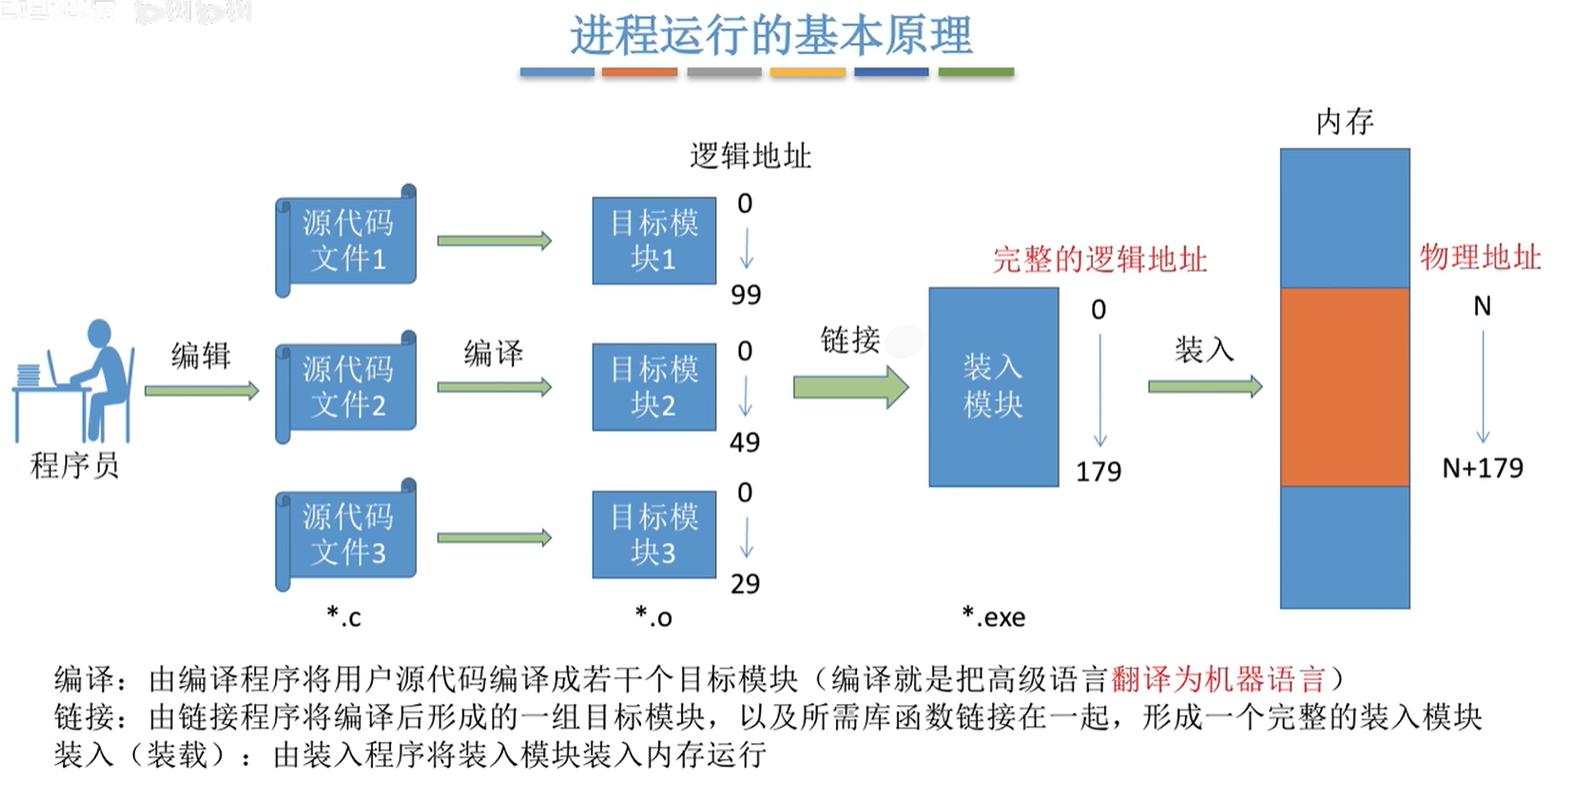 进程运行的基本原理
内存
逻辑地址
源代码
文件1
目标模
块1
0
99
完整的逻辑地址
物理地址
编辑
源代码
文件2
编译
目标模
块2
0
49
链接
装入
模块
0
179
装入
N
N+179
程序员
源代码
文件3
目标模
块3
0
29
*.c
*.o
*.exe
编译：由编译程序将用户源代码编译成若干个目标模块（编译就是把高级语言翻译为机器语言）
链接：由链接程序将编译后形成的一组目标模块，以及所需库函数链接在一起，形成一个完整的装入模块
装入（装载）：由装入程序将装入模块装入内存运行